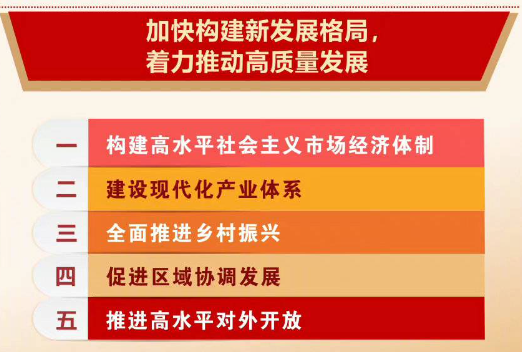 加快构建新发展格局，
着力推动高质量发展
一 构建高水平社会主义市场经济体制
二 建设现代化产业体系
三 全面推进乡村振兴
四 促进区域协调发展
五 推进高水平对外开放